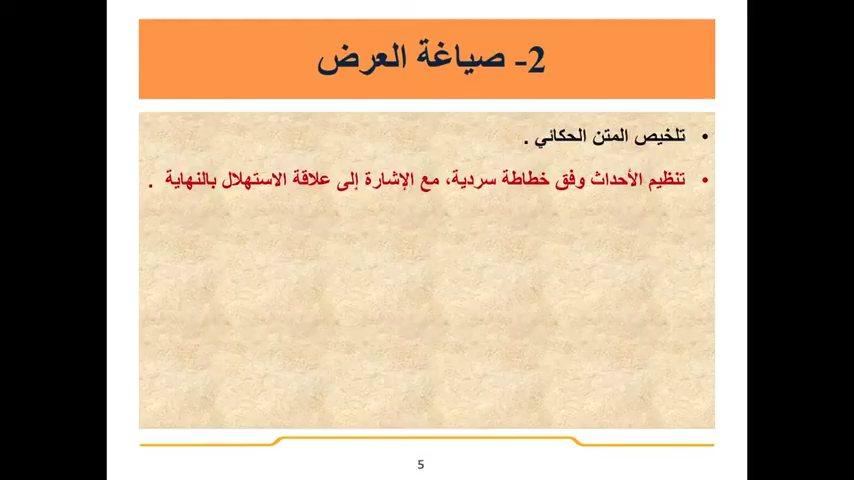 2- صياغة العرض
• تلخيص المتن الحكائي .
• تنظيم الأحداث وفق خطاطة سردية، مع الإشارة إلى علاقة الاستهلال بالنهاية .
5